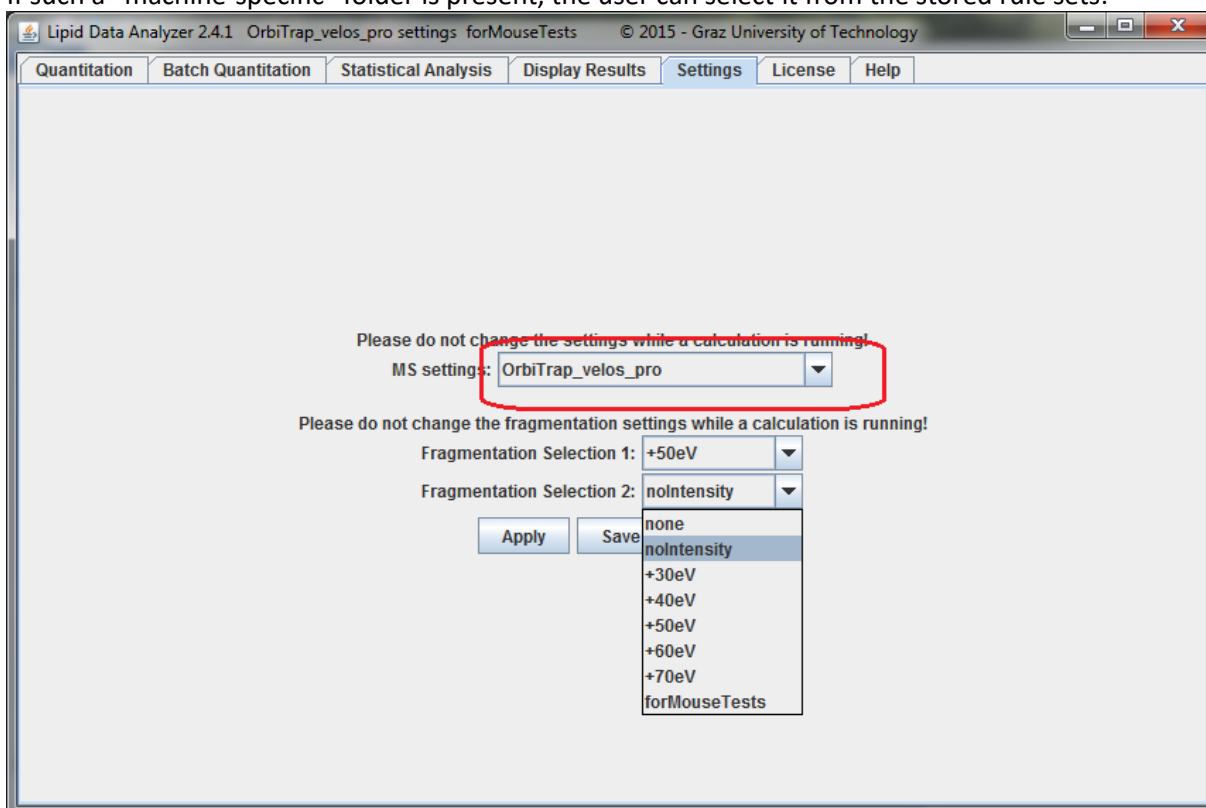 If such a "machine-specific" folder is present, the user can select it from the stored rule sets:
Lipid Data Analyzer 2.4.1 OrbiTrap_velos_pro settings forMouseTests © 2015 - Graz University of Technology
Quantitation Batch Quantitation Statistical Analysis Display Results Settings License Help
Please do not change the settings while a calculation is running!
MS settings: OrbiTrap_velos_pro
Please do not change the fragmentation settings while a calculation is running!
Fragmentation Selection 1: +50eV
Fragmentation Selection 2: noIntensity
Apply Save
none
noIntensity
+30eV
+40eV
+50eV
+60eV
+70eV
forMouseTests